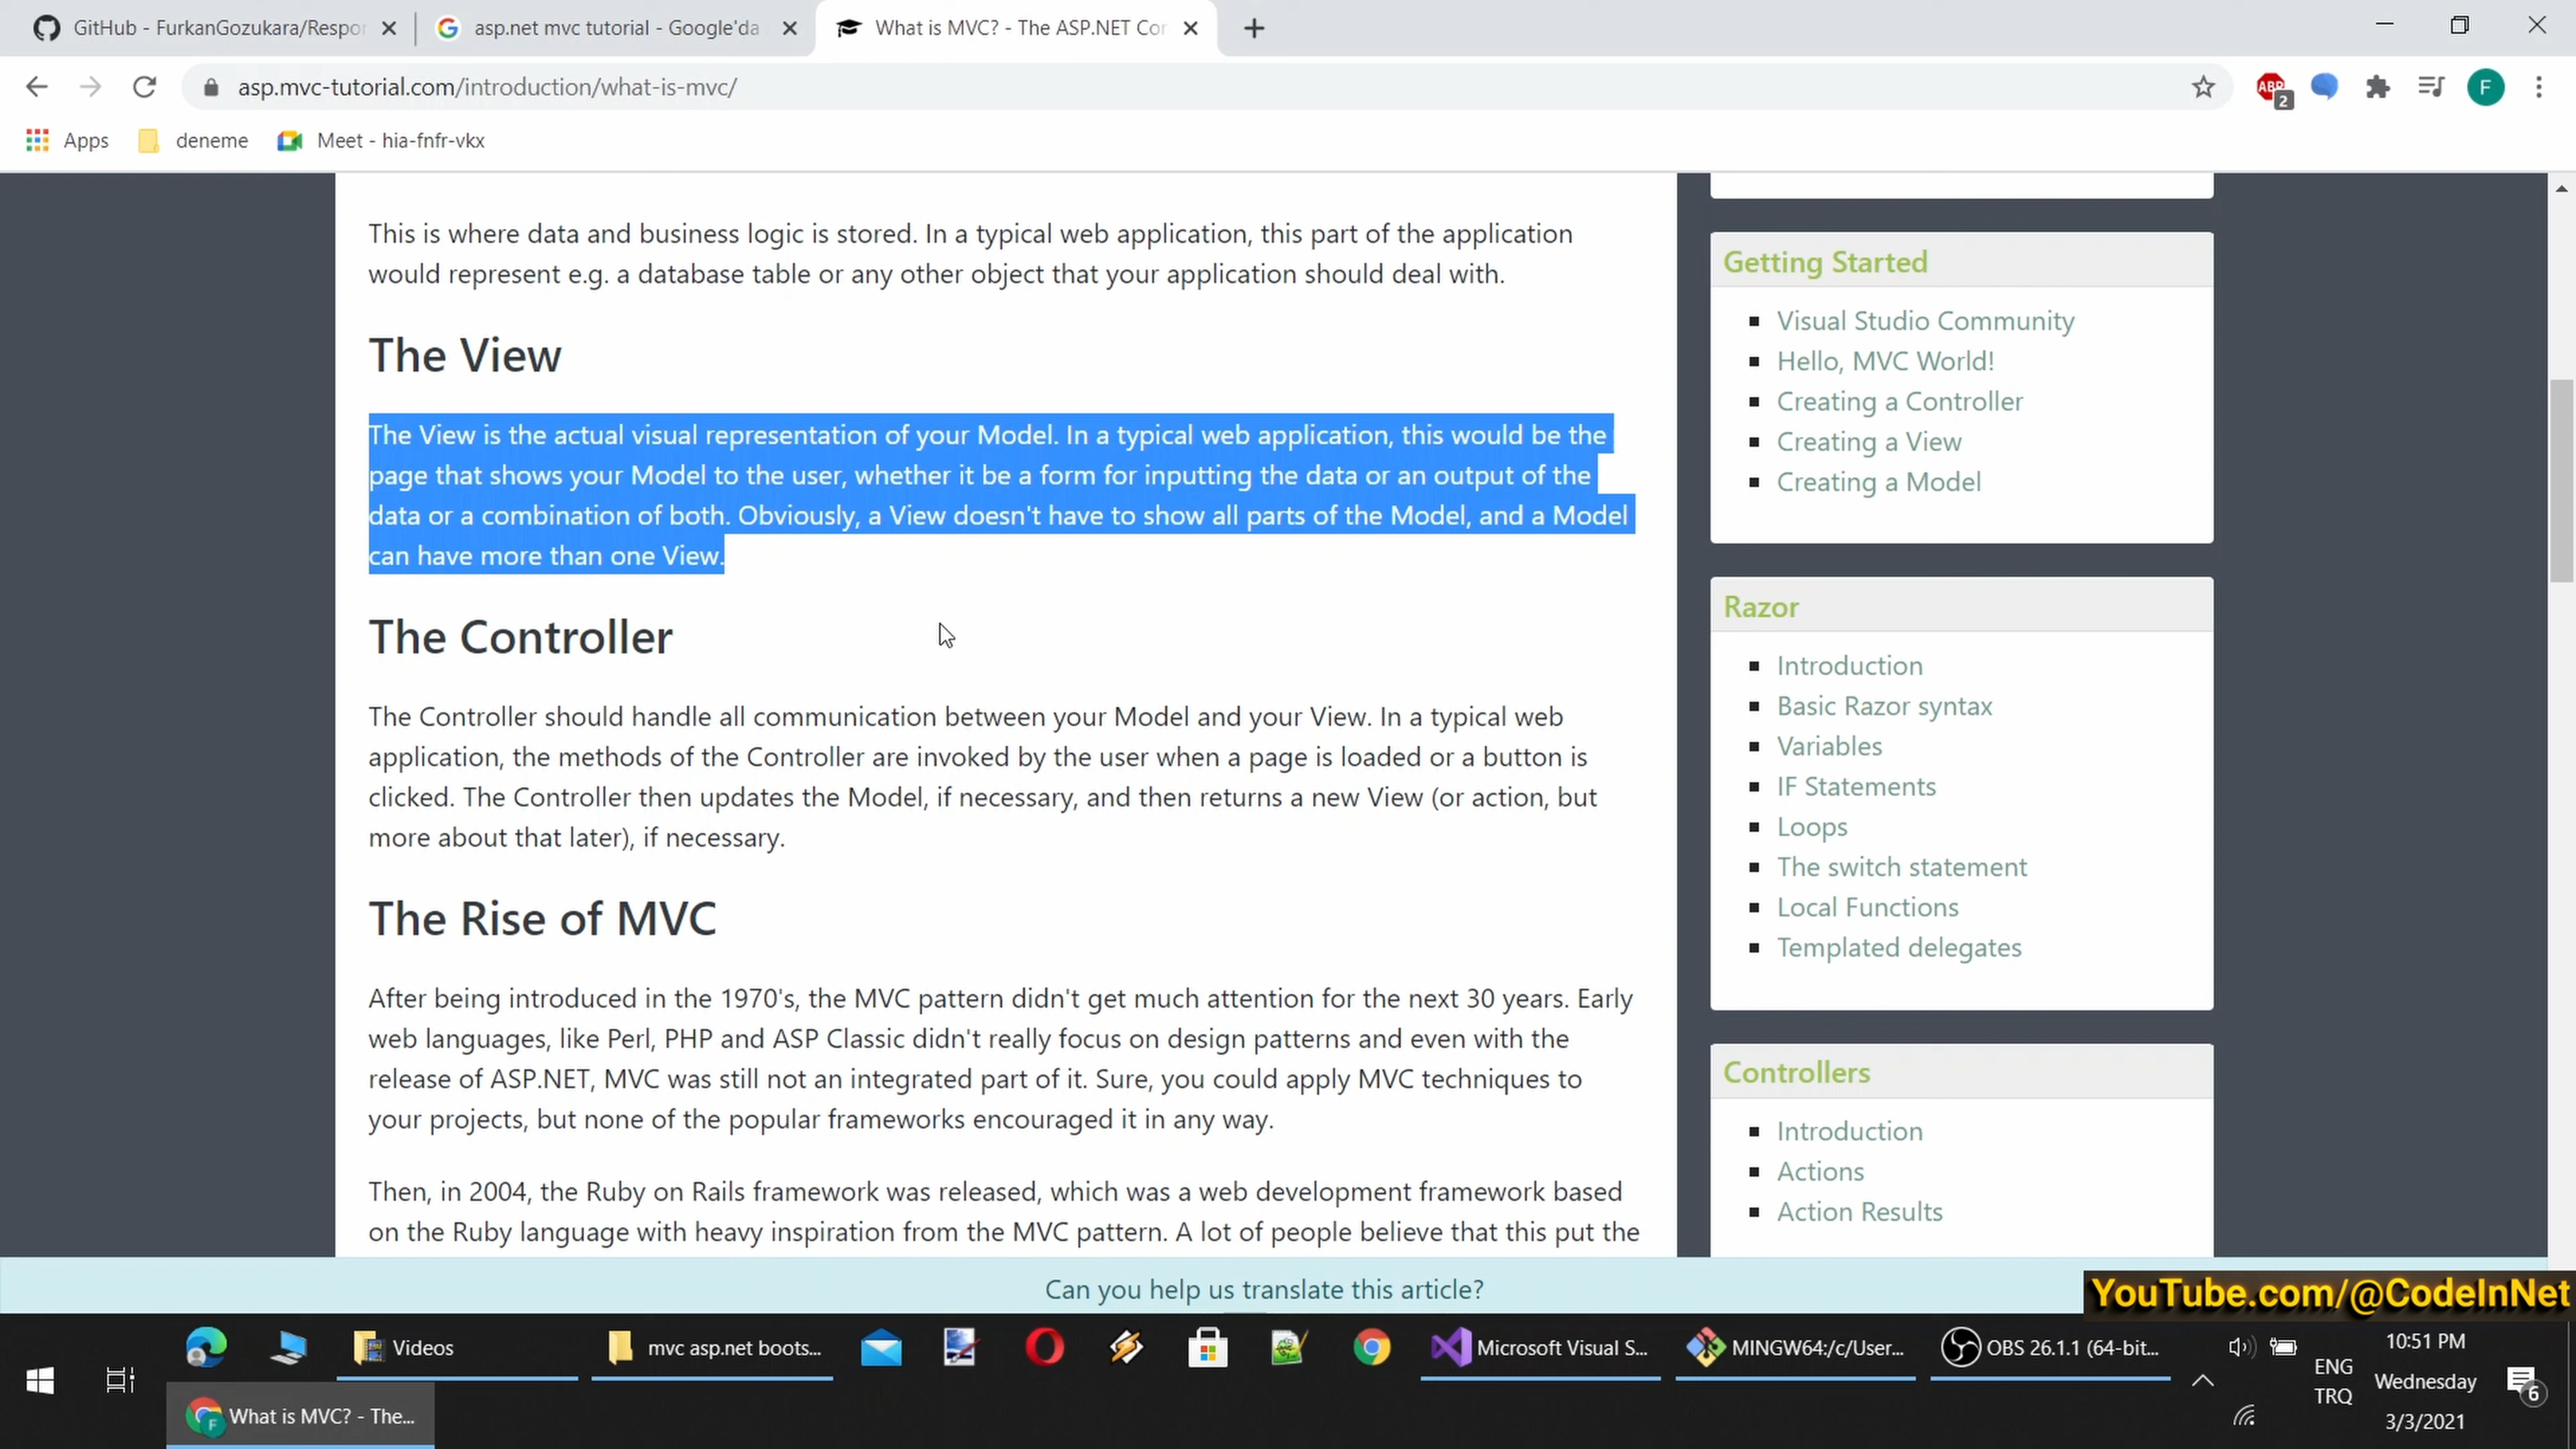 GitHub - FurkanGozukara/Respor
asp.net mvc tutorial - Google'da
What is MVC? - The ASP.NET Cor
asp.mvc-tutorial.com/introduction/what-is-mvc/
ABP
2
F
Apps
deneme
Meet - hia-fnfr-vkx
This is where data and business logic is stored. In a typical web application, this part of the application
would represent e.g. a database table or any other object that your application should deal with.
The View
The View is the actual visual representation of your Model. In a typical web application, this would be the
page that shows your Model to the user, whether it be a form for inputting the data or an output of the
data or a combination of both. Obviously, a View doesn't have to show all parts of the Model, and a Model
can have more than one View.
The Controller
The Controller should handle all communication between your Model and your View. In a typical web
application, the methods of the Controller are invoked by the user when a page is loaded or a button is
clicked. The Controller then updates the Model, if necessary, and then returns a new View (or action, but
more about that later), if necessary.
The Rise of MVC
After being introduced in the 1970's, the MVC pattern didn't get much attention for the next 30 years. Early
web languages, like Perl, PHP and ASP Classic didn't really focus on design patterns and even with the
release of ASP.NET, MVC was still not an integrated part of it. Sure, you could apply MVC techniques to
your projects, but none of the popular frameworks encouraged it in any way.
Then, in 2004, the Ruby on Rails framework was released, which was a web development framework based
on the Ruby language with heavy inspiration from the MVC pattern. A lot of people believe that this put the
Getting Started
Visual Studio Community
Hello, MVC World!
Creating a Controller
Creating a View
Creating a Model
Razor
Introduction
Basic Razor syntax
Variables
IF Statements
Loops
The switch statement
Local Functions
Templated delegates
Controllers
Introduction
Actions
Action Results
Can you help us translate this article?
YouTube.com/@CodeInNet
Videos
mvc asp.net boots...
Microsoft Visual S...
MINGW64:/c/User...
OBS 26.1.1 (64-bit...
ENG
TRQ
10:51 PM
Wednesday
3/3/2021
6
F
What is MVC? - The...